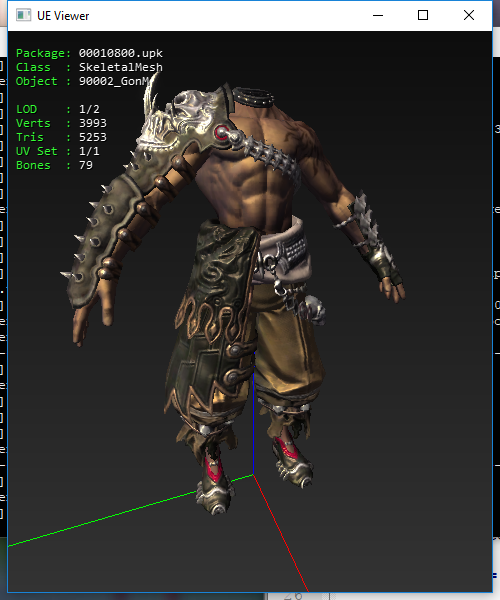 UE Viewer
Package: 00010800.upk
Class : SkeletalMesh
Object : 90002_GonM
LOD : 1/2
Verts : 3993
Tris : 5253
UV Set : 1/1
Bones : 79